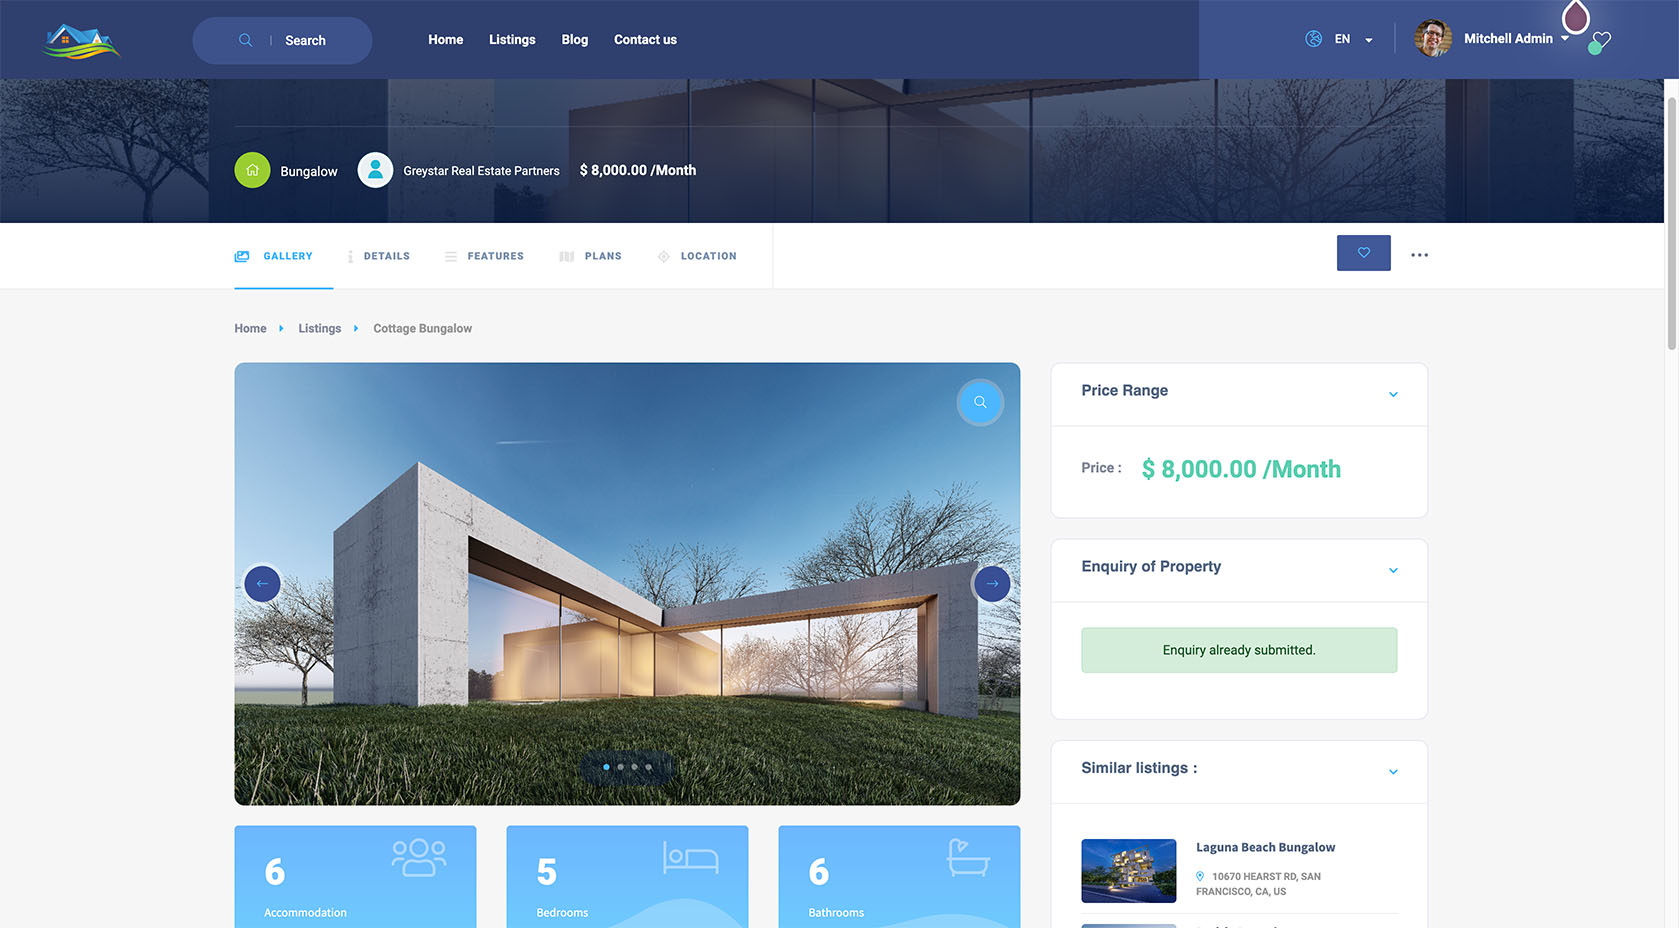 Search
Home
Listings
Blog
Contact us
EN
Mitchell Admin
Bungalow
Greystar Real Estate Partners
$ 8,000.00 /Month
GALLERY
DETAILS
FEATURES
PLANS
LOCATION
Home
Listings
Cottage Bungalow
Price Range
Price :
$ 8,000.00 /Month
Enquiry of Property
Enquiry already submitted.
Similar listings :
Laguna Beach Bungalow
10670 HEARST RD, SAN
FRANCISCO, CA, US
6
Accommodation
5
Bedrooms
6
Bathrooms